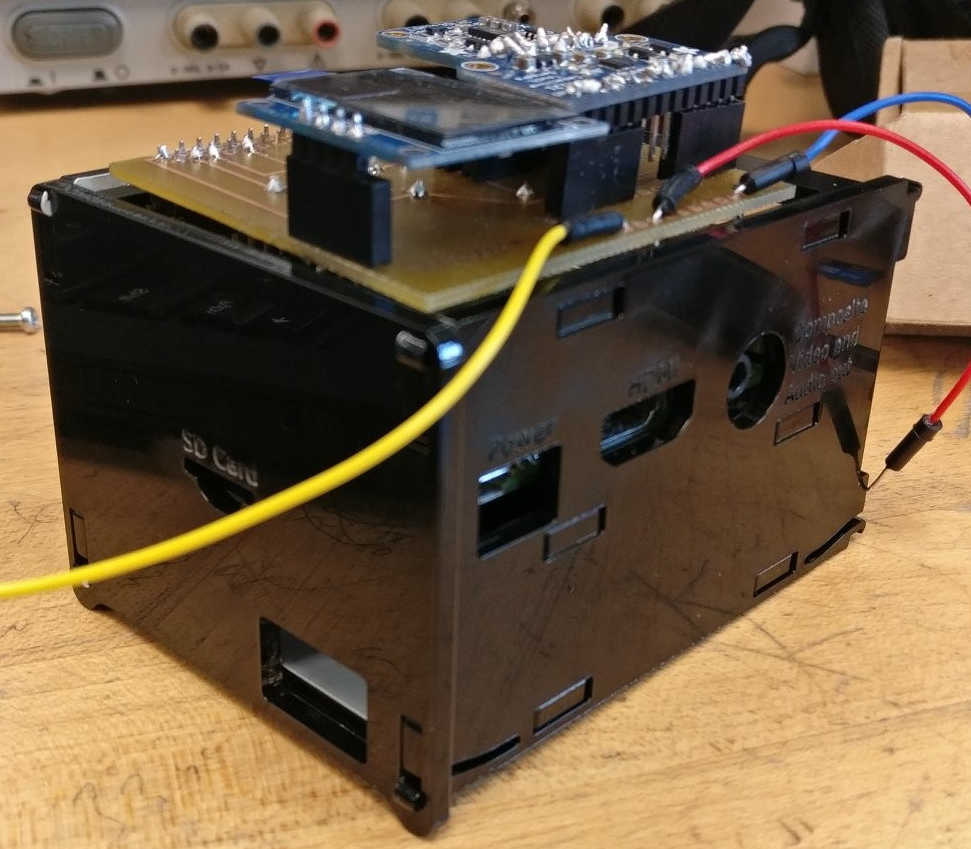 SD Card
Power
HDMI
Composite
Video and
Audio out